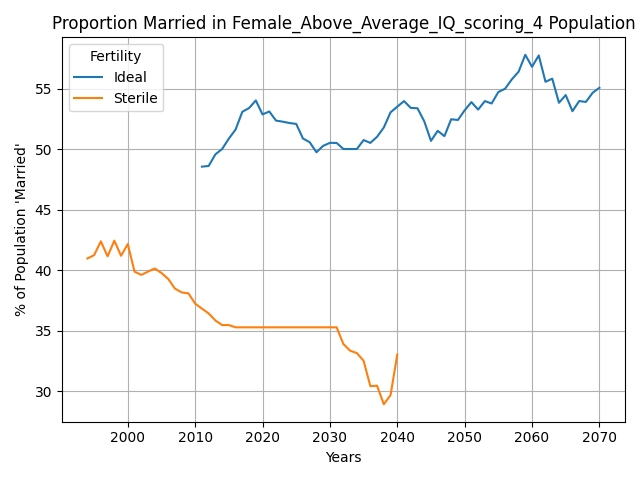 Proportion Married in Female_Above_Average_IQ_scoring_4 Population
Fertility
Ideal
Sterile
% of Population 'Married'
55
50
45
40
35
30
2000 2010 2020 2030 2040 2050 2060 2070
Years